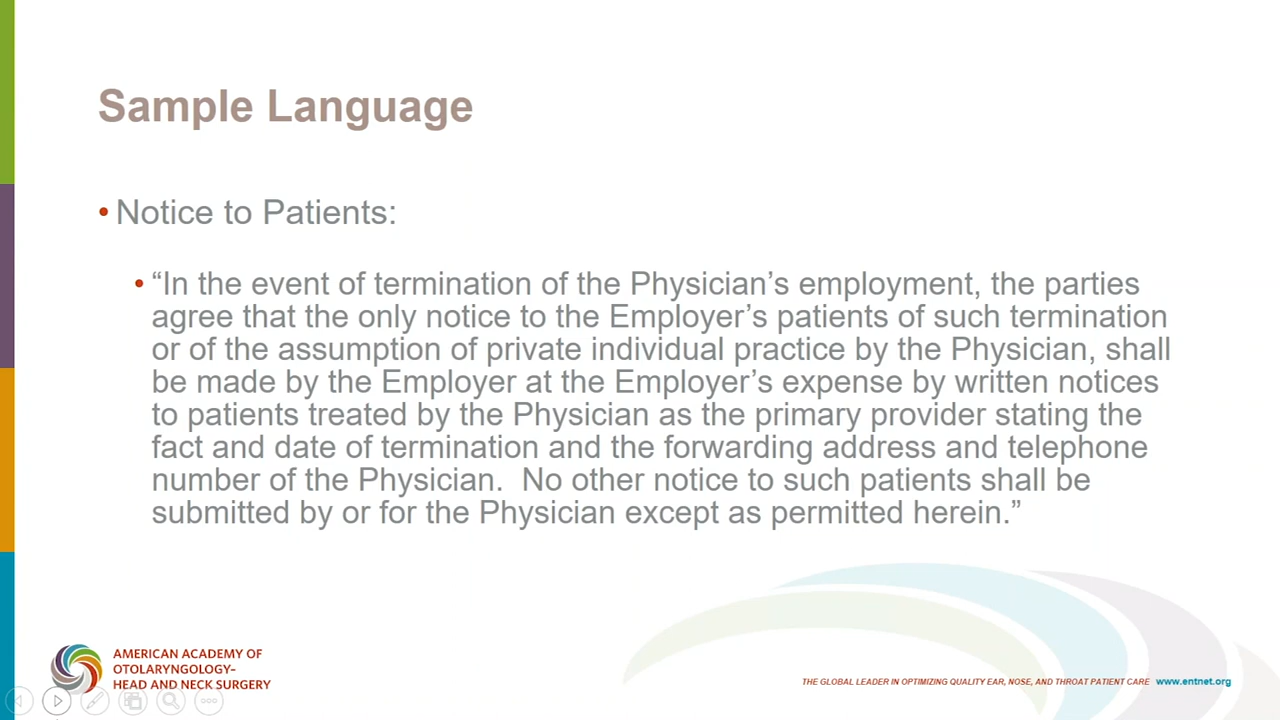 Sample Language
• Notice to Patients:
• “In the event of termination of the Physician’s employment, the parties
agree that the only notice to the Employer’s patients of such termination
or of the assumption of private individual practice by the Physician, shall
be made by the Employer at the Employer’s expense by written notices
to patients treated by the Physician as the primary provider stating the
fact and date of termination and the forwarding address and telephone
number of the Physician.  No other notice to such patients shall be
submitted by or for the Physician except as permitted herein.”
AMERICAN ACADEMY OF
OTOLARYNGOLOGY–
HEAD AND NECK SURGERY
THE GLOBAL LEADER IN OPTIMIZING QUALITY EAR, NOSE, AND THROAT PATIENT CARE www.entnet.org